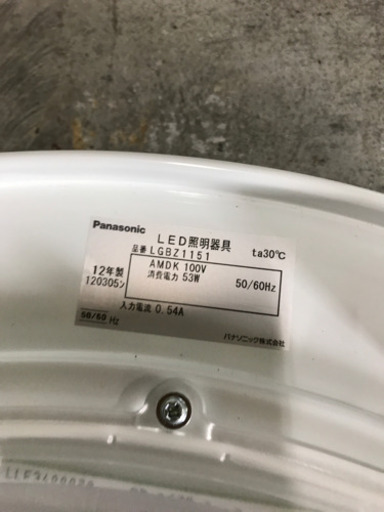 Panasonic
LED照明器具
ta30℃
品番 LGBZ1151
12年製
120305ｼ
AMDK 100V
消費電力 53W
50/60Hz
入力電流 0.54A
50/60 Hz
パナソニック株式会社